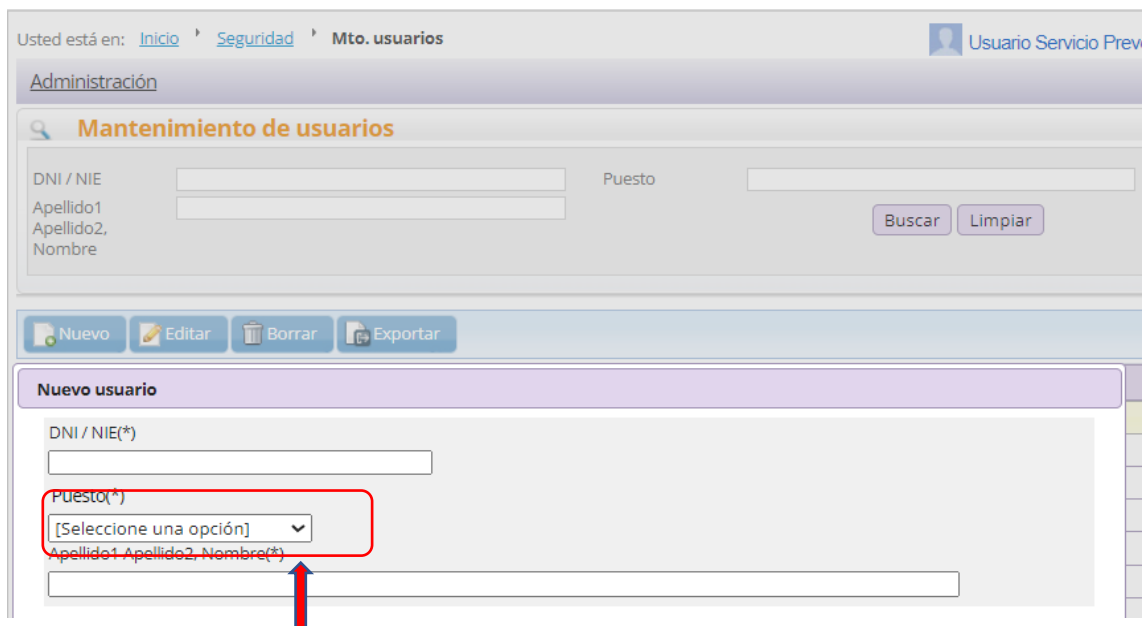 Usted está en: Inicio Seguridad Mto. usuarios
Usuario Servicio
Administración
Mantenimiento de usuarios
DNI / NIE
Puesto
Apellido1
Apellido2,
Nombre
Buscar Limpiar
Nuevo Editar Borrar Exportar
Nuevo usuario
DNI / NIE(*)
Puesto(*)
[Seleccione una opción]
Apellido1 Apellido2, Nombre(*)